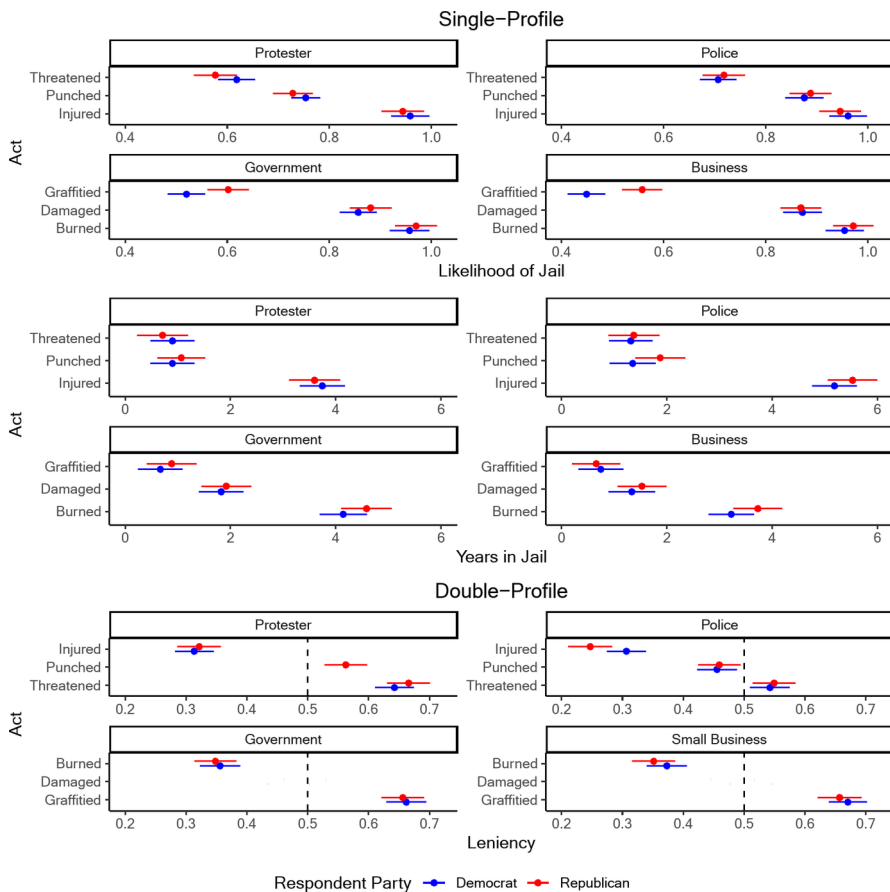 Single-Profile
Protester
Police
Threatened
Punched
Injured
0.4 0.6 0.8 1.0
Threatened
Punched
Injured
0.4 0.6 0.8 1.0
Act
Government
Business
Graffitied
Damaged
Burned
0.4 0.6 0.8 1.0
Graffitied
Damaged
Burned
0.4 0.6 0.8 1.0
Likelihood of Jail
Protester
Police
Threatened
Punched
Injured
0 2 4 6
Threatened
Punched
Injured
0 2 4 6
Act
Government
Business
Graffitied
Damaged
Burned
0 2 4 6
Graffitied
Damaged
Burned
0 2 4 6
Years in Jail
Double-Profile
Protester
Police
Injured
Punched
Threatened
0.2 0.3 0.4 0.5 0.6 0.7
Injured
Punched
Threatened
0.2 0.3 0.4 0.5 0.6 0.7
Act
Government
Small Business
Burned
Damaged
Graffitied
0.2 0.3 0.4 0.5 0.6 0.7
Burned
Damaged
Graffitied
0.2 0.3 0.4 0.5 0.6 0.7
Leniency
Respondent Party Democrat Republican